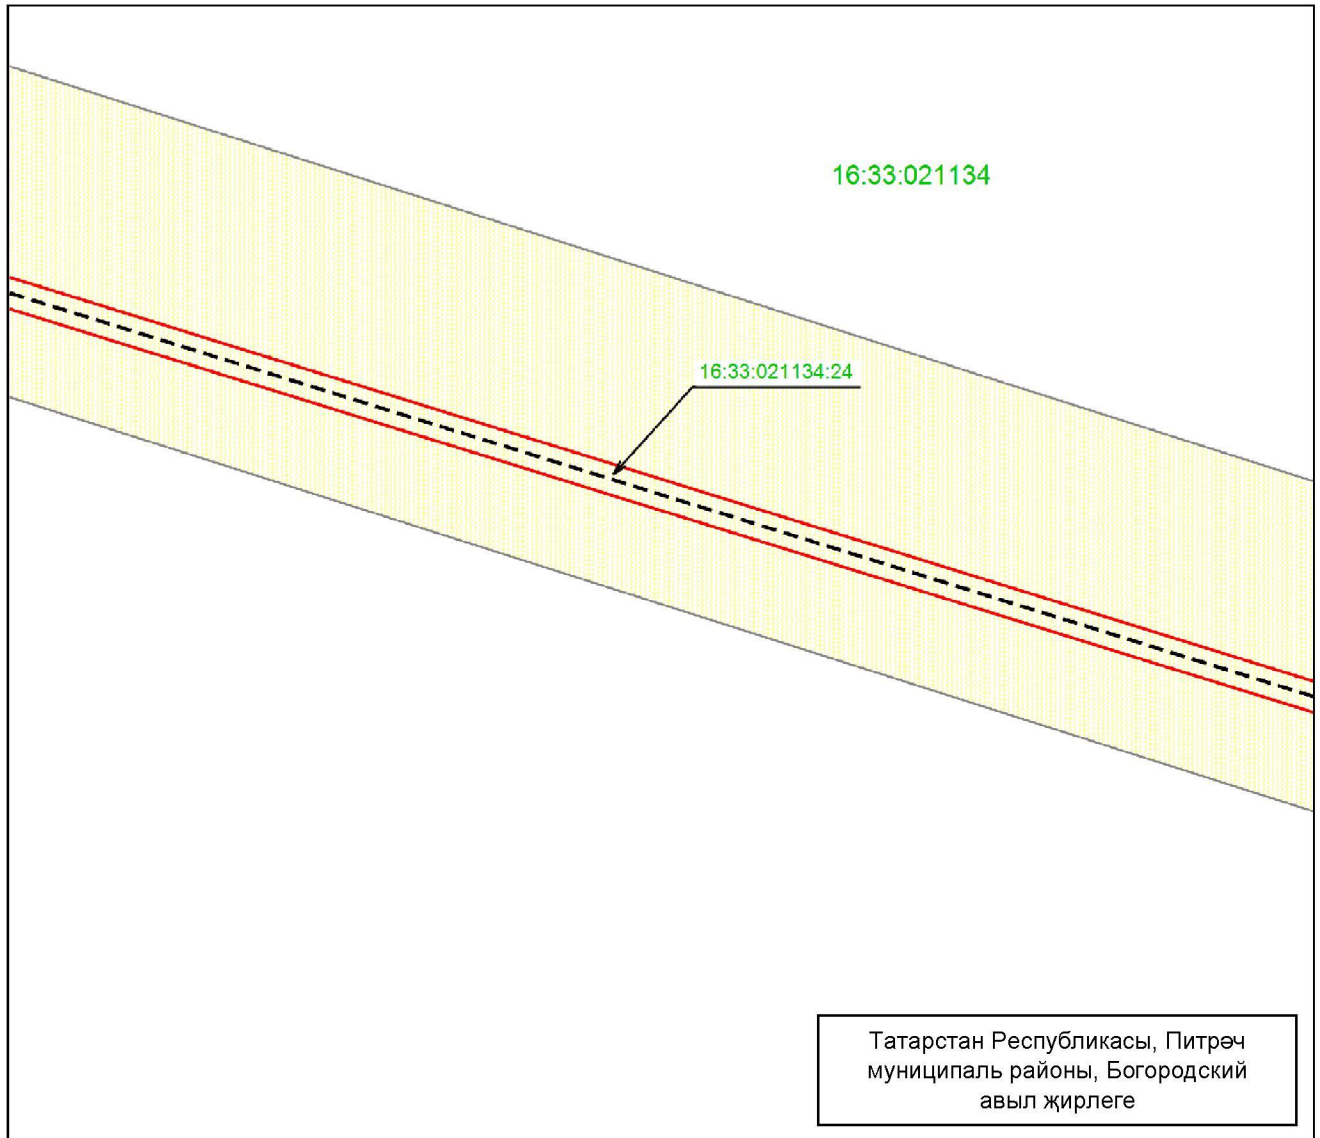 16:33:021134
16:33:021134:24
Татарстан Республикасы, Питрәч
муниципаль районы, Богородский
авыл җирлеге